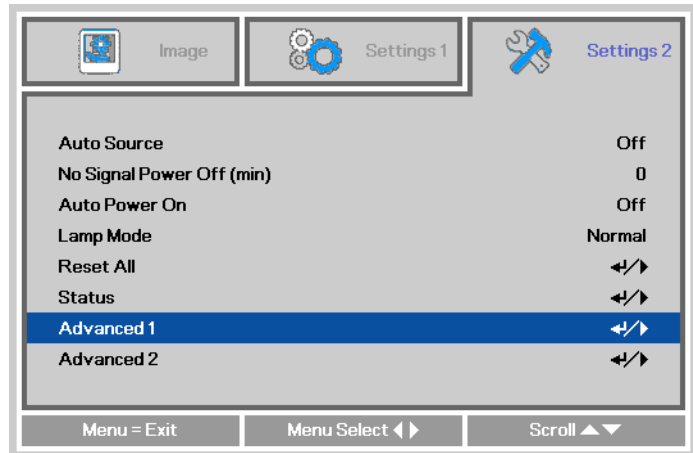 Image Settings 1 Settings 2
Auto Source Off
No Signal Power Off (min) 0
Auto Power On Off
Lamp Mode Normal
Reset All ↵/▶
Status ↵/▶
Advanced 1 ↵/▶
Advanced 2 ↵/▶
Menu = Exit Menu Select ◀▶ Scroll ▲▼